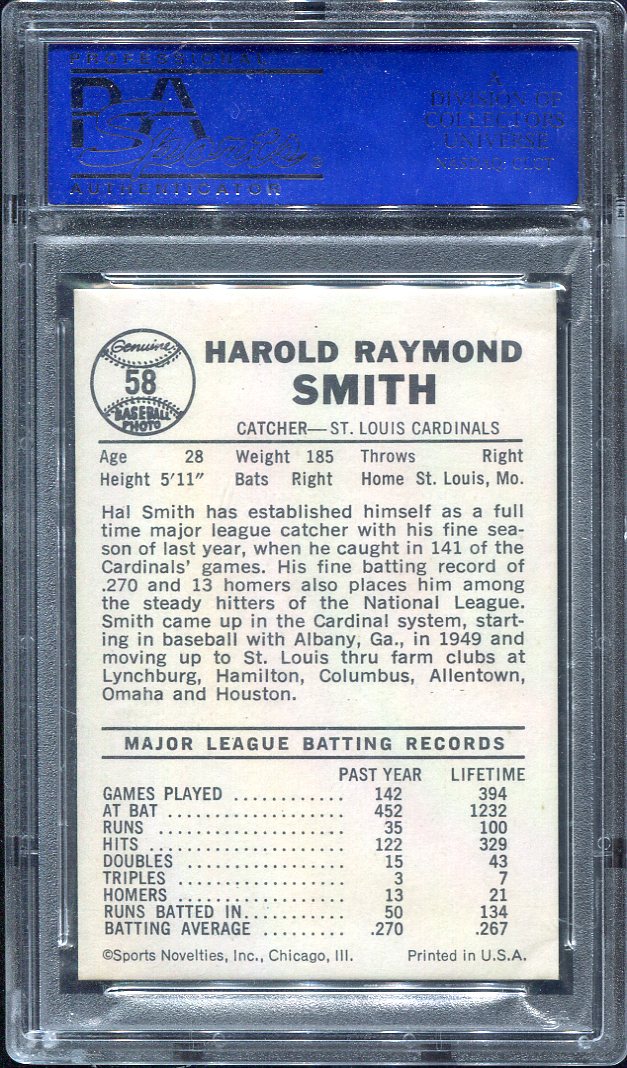 PROFESSIONAL
PSA
Sports
AUTHENTICATOR
A
DIVISION OF
COLLECTORS
UNIVERSE
NASDAQ: CLCT
Genuine
58
BASEBALL
PHOTO
HAROLD RAYMOND
SMITH
CATCHER—ST. LOUIS CARDINALS
Age 28 Weight 185 Throws Right
Height 5'11" Bats Right Home St. Louis, Mo.
Hal Smith has established himself as a full
time major league catcher with his fine sea-
son of last year, when he caught in 141 of the
Cardinals' games. His fine batting record of
.270 and 13 homers also places him among
the steady hitters of the National League.
Smith came up in the Cardinal system, start-
ing in baseball with Albany, Ga., in 1949 and
moving up to St. Louis thru farm clubs at
Lynchburg, Hamilton, Columbus, Allentown,
Omaha and Houston.
MAJOR LEAGUE BATTING RECORDS
PAST YEAR LIFETIME
GAMES PLAYED ............ 142 394
AT BAT ................... 452 1232
RUNS .................... 35 100
HITS ..................... 122 329
DOUBLES ................. 15 43
TRIPLES .................. 3 7
HOMERS .................. 13 21
RUNS BATTED IN........... 50 134
BATTING AVERAGE ......... .270 .267
©Sports Novelties, Inc., Chicago, Ill. Printed in U.S.A.